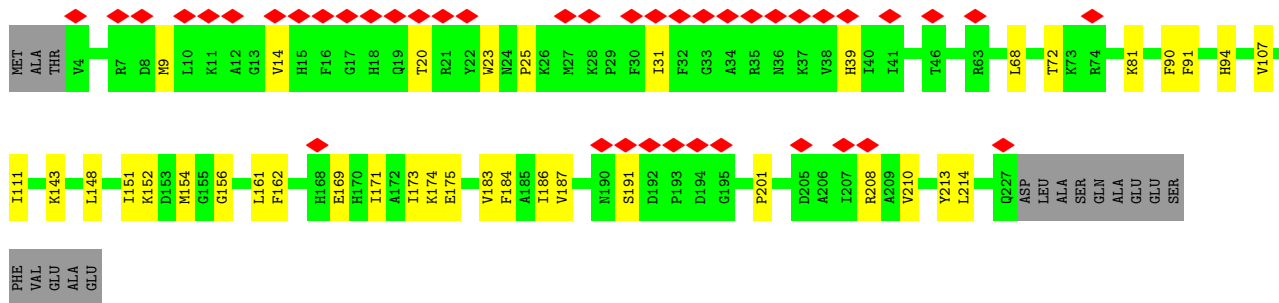 MET ALA THR V4 R7 D8 M9 L10 K11 A12 G13 V14 H15 F16 G17 H18 Q19 T20 R21 Y22 W23 N24 P25 K26 M27 K28 P29 F30 I31 F32 G33 A34 R35 N36 K37 V38 H39 I40 I41 T46 R63 L68 T72 K73 R74 K81 F90 F91 H94 V107
I111 K143 L148 I151 K152 D153 M154 G155 G156 L161 F162 H168 E169 H170 I171 A172 I173 K174 E175 V183 F184 A185 I186 V187 N190 S191 D192 P193 D194 G195 P201 D205 A206 I207 R208 A209 V210 Y213 L214 Q227 ASP LEU ALA SER GLN ALA GLU GLU SER
PHE VAL GLU ALA GLU